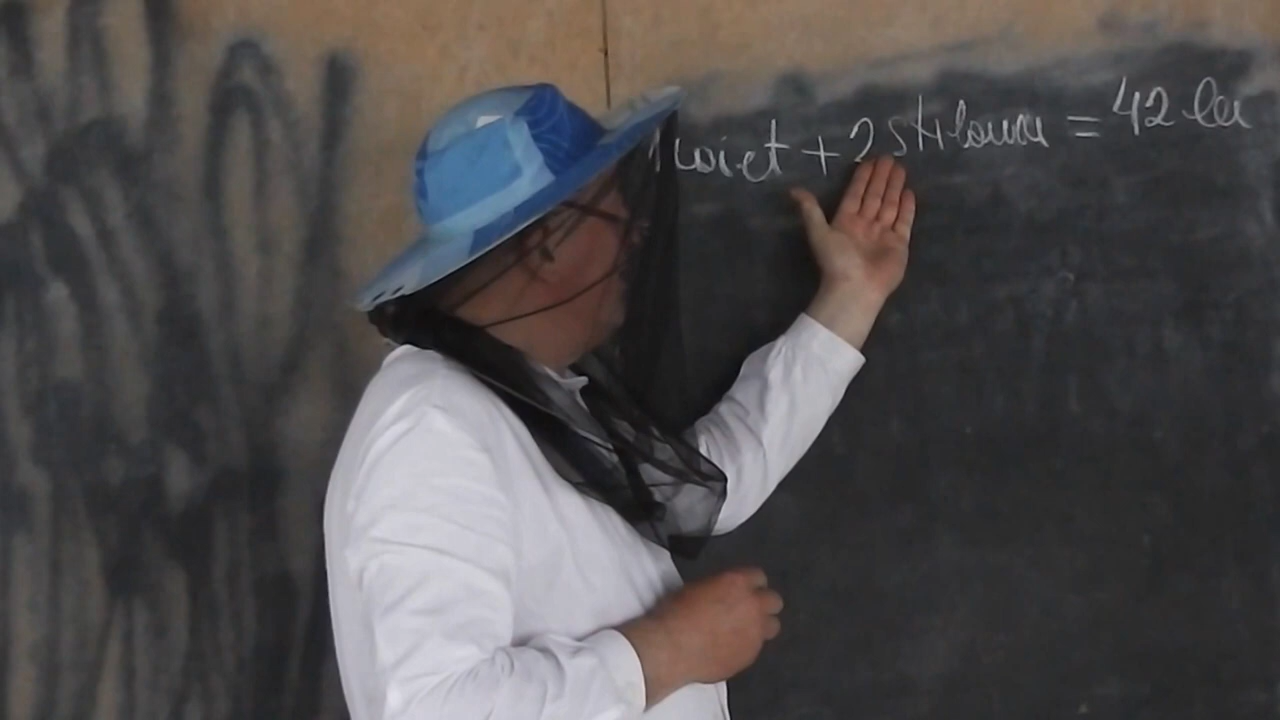 1 caiet + 2 stilouri = 42 lei